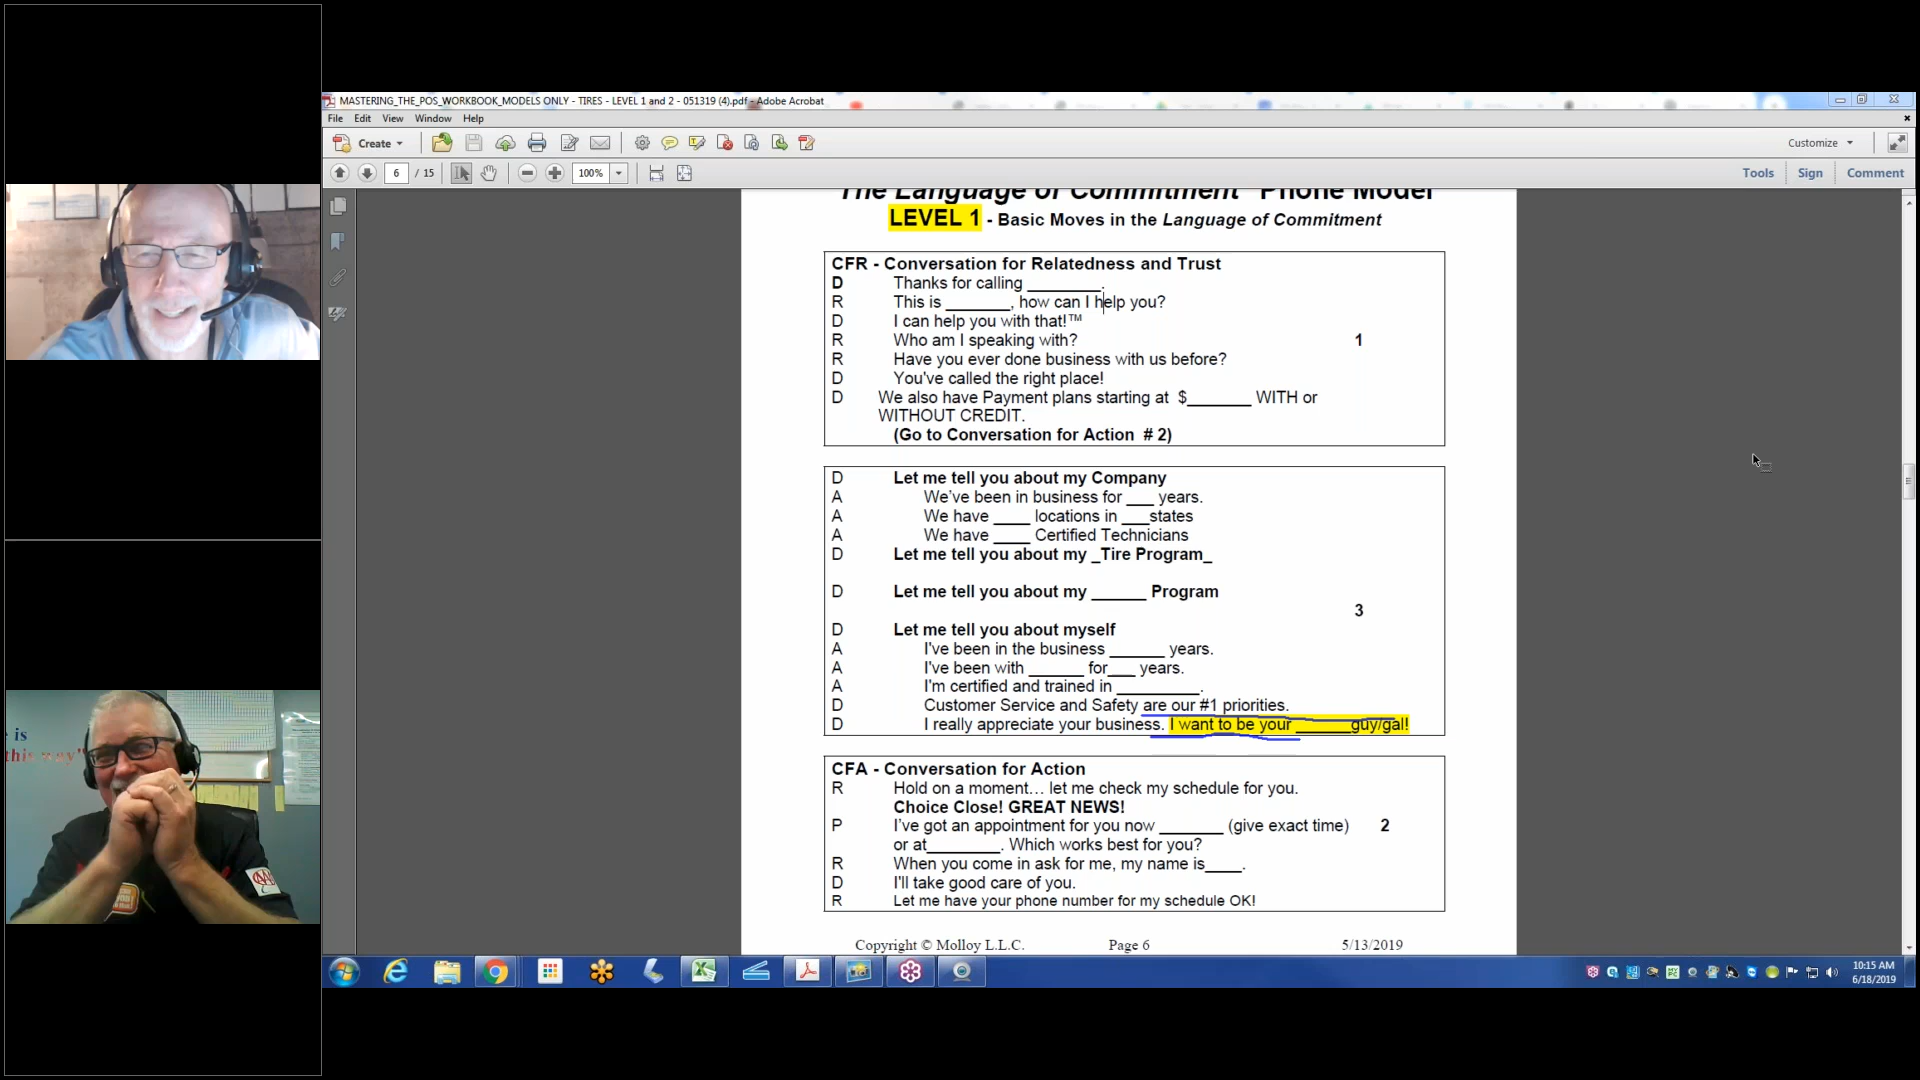 MASTERING_THE_POS_WORKBOOK_MODELS ONLY - TIRES - LEVEL 1 and 2 - 051319 (4).pdf - Adobe Acrobat
File Edit View Window Help
Create
Customize
6 / 15
100%
Tools Sign Comment
The Language of Commitment Phone Model
LEVEL 1 - Basic Moves in the Language of Commitment
CFR - Conversation for Relatedness and Trust
D Thanks for calling ________.
R This is _______, how can I help you?
D I can help you with that!™
R Who am I speaking with?
1
R Have you ever done business with us before?
D You've called the right place!
D We also have Payment plans starting at $_______ WITH or
WITHOUT CREDIT.
(Go to Conversation for Action # 2)
D Let me tell you about my Company
A We've been in business for ___ years.
A We have ____ locations in ___states
A We have ____ Certified Technicians
D Let me tell you about my _Tire Program_
D Let me tell you about my ______ Program
3
D Let me tell you about myself
A I've been in the business ______ years.
A I've been with ______ for___ years.
A I'm certified and trained in _________.
D Customer Service and Safety are our #1 priorities.
D I really appreciate your business. I want to be your ______guy/gal!
CFA - Conversation for Action
R Hold on a moment… let me check my schedule for you.
Choice Close! GREAT NEWS!
P I've got an appointment for you now _______ (give exact time) 2
or at________. Which works best for you?
R When you come in ask for me, my name is____.
D I'll take good care of you.
R Let me have your phone number for my schedule OK!
Copyright © Molloy L.L.C. Page 6 5/13/2019
is
this way"
AAA
10:15 AM
6/18/2019